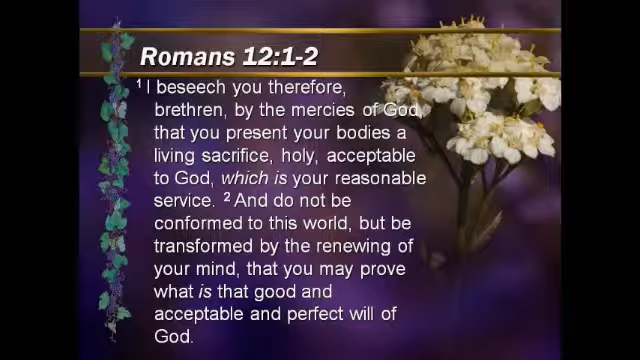 Romans 12:1-2
¹ I beseech you therefore,
brethren, by the mercies of God,
that you present your bodies a
living sacrifice, holy, acceptable
to God, which is your reasonable
service. ² And do not be
conformed to this world, but be
transformed by the renewing of
your mind, that you may prove
what is that good and
acceptable and perfect will of
God.